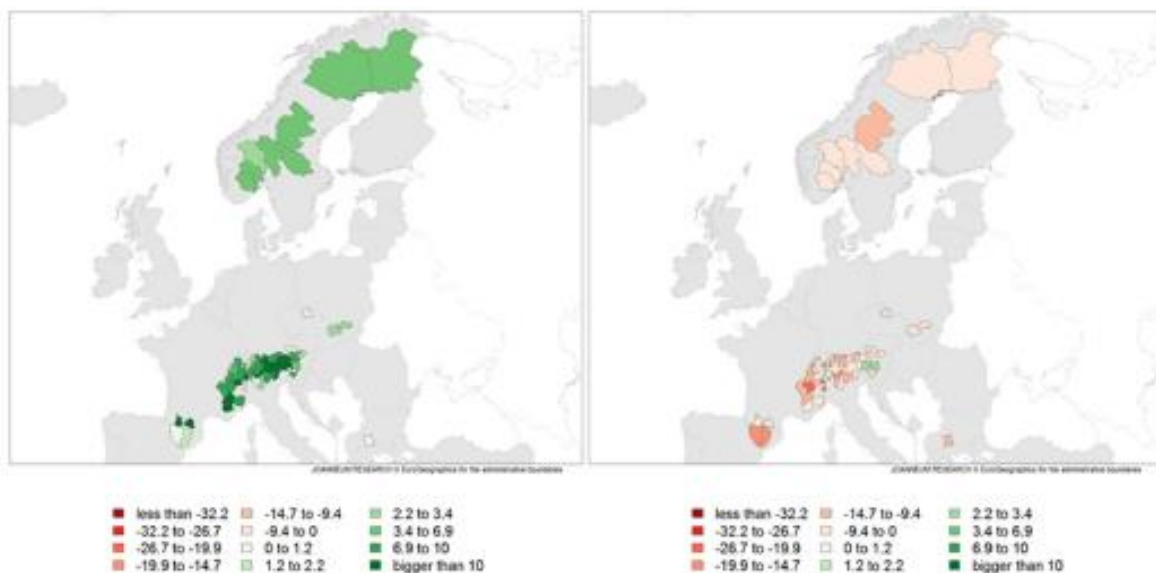 JOANNEUM RESEARCH © EuroGeographics for the administrative boundaries
JOANNEUM RESEARCH © EuroGeographics for the administrative boundaries
less than -32.2
-32.2 to -26.7
-26.7 to -19.9
-19.9 to -14.7
-14.7 to -9.4
-9.4 to 0
0 to 1.2
1.2 to 2.2
2.2 to 3.4
3.4 to 6.9
6.9 to 10
bigger than 10
less than -32.2
-32.2 to -26.7
-26.7 to -19.9
-19.9 to -14.7
-14.7 to -9.4
-9.4 to 0
0 to 1.2
1.2 to 2.2
2.2 to 3.4
3.4 to 6.9
6.9 to 10
bigger than 10